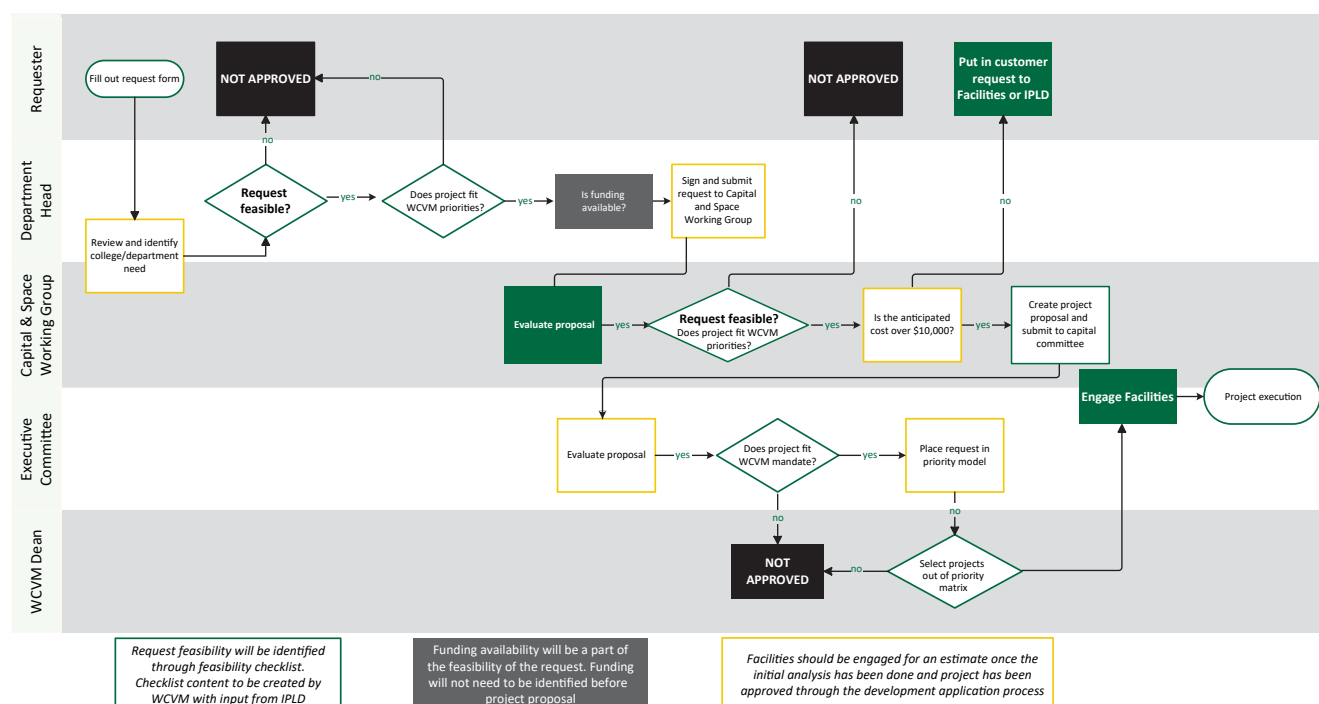 Requester
Fill out request form
NOT APPROVED
no
NOT APPROVED
Put in customer
request to
Facilities or IPLD
no
no
no
Department
Head
Review and identify
college/department
need
Request
feasible?
yes
Does project fit
WCVM priorities?
yes
Is funding
available?
Sign and submit
request to Capital
and Space
Working Group
Capital & Space
Working Group
Evaluate proposal
yes
Request feasible?
Does project fit WCVM
priorities?
yes
Is the anticipated
cost over $10,000?
yes
Create project
proposal and
submit to capital
committee
Engage Facilities
Project execution
Executive
Committee
Evaluate proposal
yes
Does project fit
WCVM mandate?
yes
Place request in
priority model
no
no
WCVM Dean
NOT
APPROVED
no
Select projects
out of priority
matrix
Request feasibility will be identified
through feasibility checklist.
Checklist content to be created by
WCVM with input from IPLD
Funding availability will be a part
of the feasibility of the request. Funding
will not need to be identified before
project proposal
Facilities should be engaged for an estimate once the
initial analysis has been done and project has been
approved through the development application process